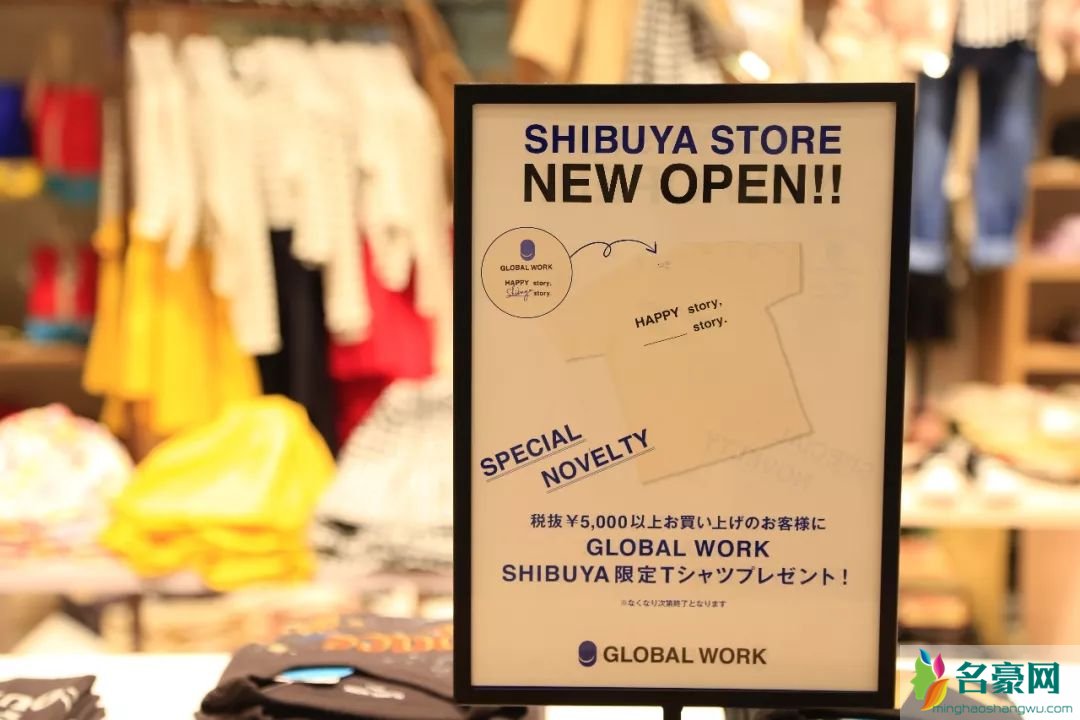 SHIBUYA STORE
NEW OPEN!!
GLOBAL WORK
HAPPY story,
Shibuya story.
HAPPY story,
____ story.
SPECIAL
NOVELTY
税抜¥5,000以上お買い上げのお客様に
GLOBAL WORK
SHIBUYA限定Tシャツプレゼント!
※なくなり次第終了となります
GLOBAL WORK
名豪网
minghaoshangwu.com